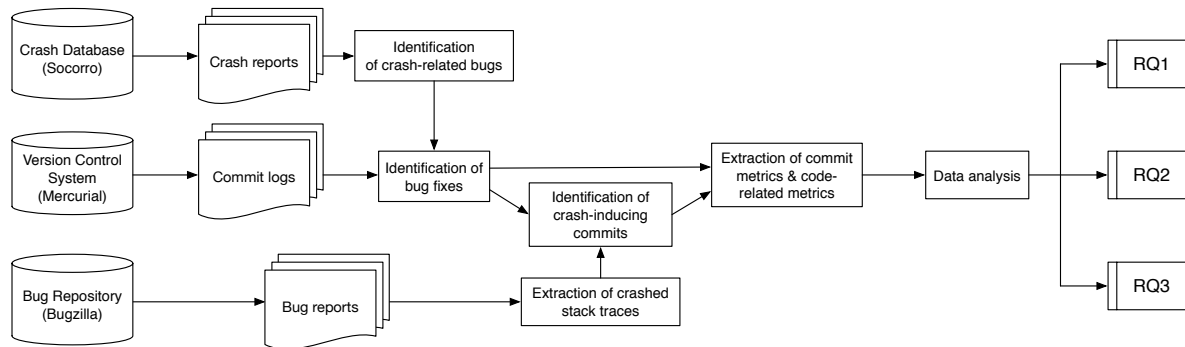 Crash Database
(Socorro)
Crash reports
Identification
of crash-related bugs
RQ1
Version Control
System
(Mercurial)
Commit logs
Identification of
bug fixes
Extraction of commit
metrics & code-
related metrics
Data analysis
RQ2
Identification of
crash-inducing
commits
Bug Repository
(Bugzilla)
Bug reports
Extraction of crashed
stack traces
RQ3